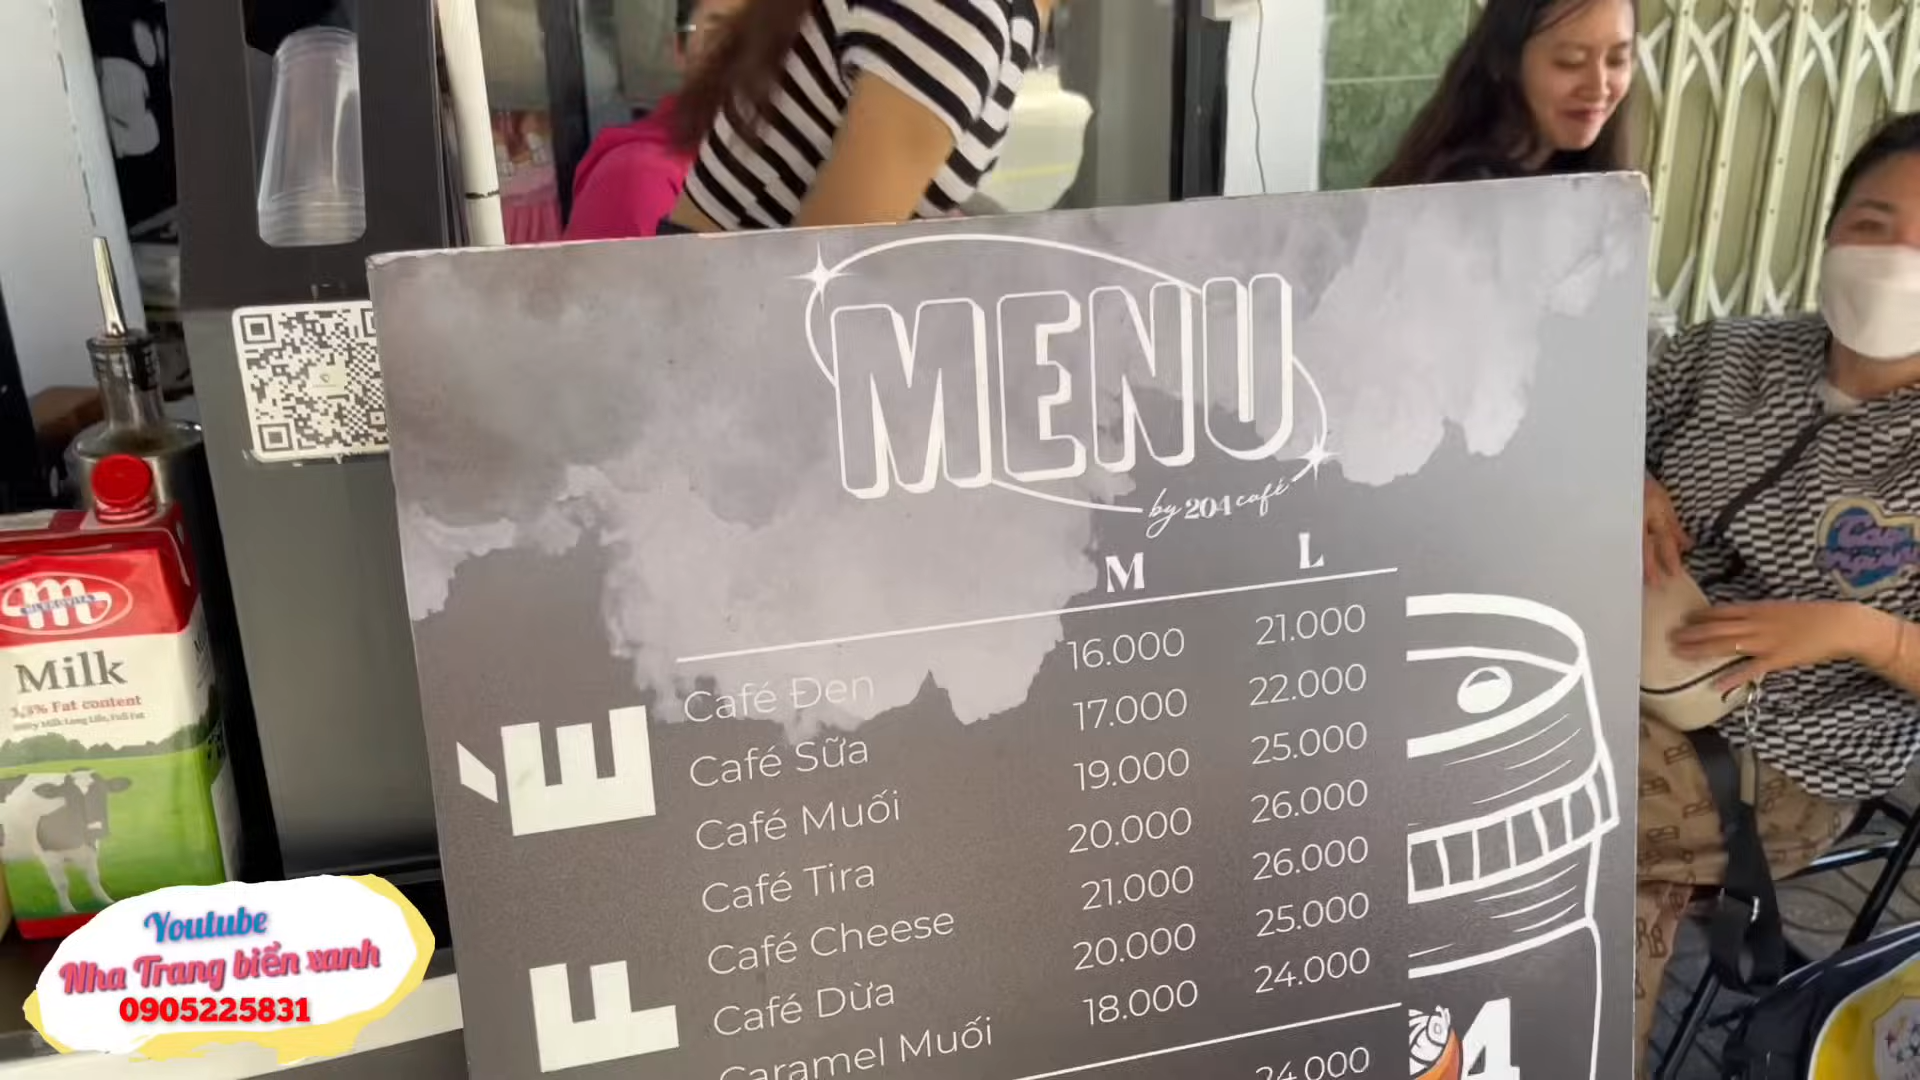 MENU
by 204 café
M L
Café Đen 16.000 21.000
Café Sữa 17.000 22.000
Café Muối 19.000 25.000
Café Tira 20.000 26.000
Café Cheese 21.000 26.000
Café Dừa 20.000 25.000
Caramel Muối 18.000 24.000
24.000
F É
4
MLEKOVITA
Milk
3,5% Fat content
Youtube
Nha Trang biển xanh
0905225831